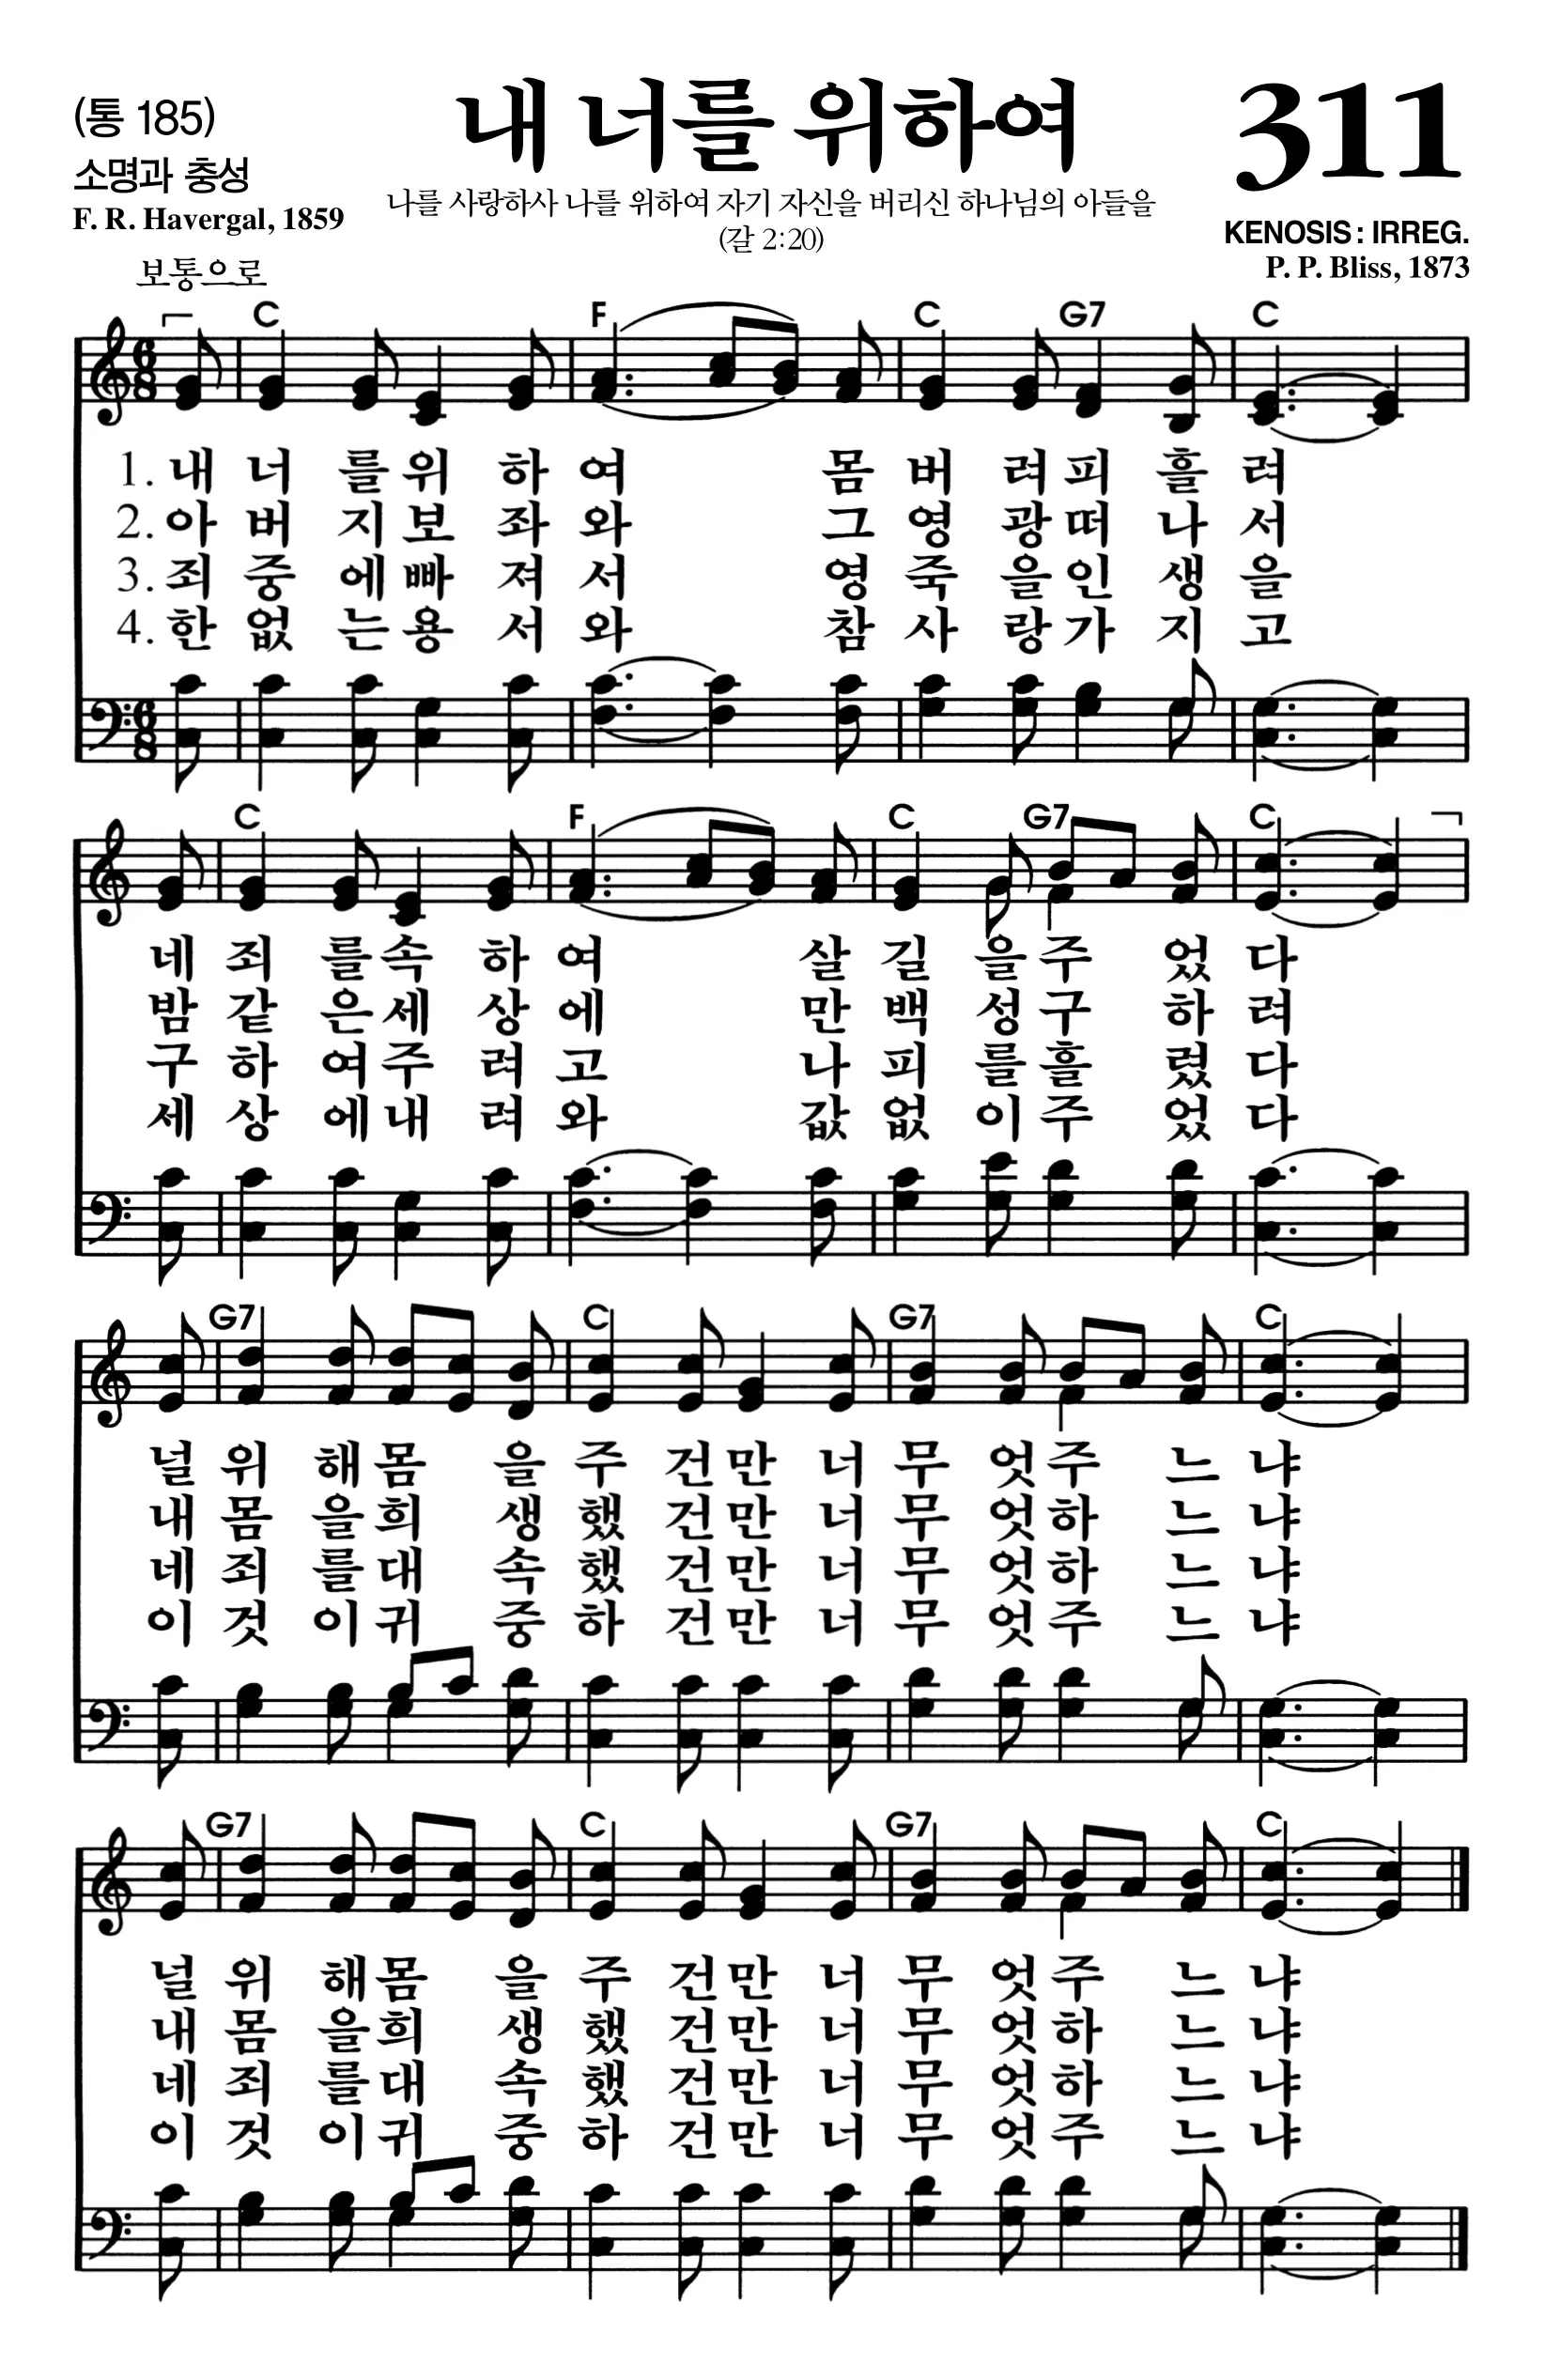 (통 185)
내 너를 위하여
311
소명과 충성
나를 사랑하사 나를 위하여 자기 자신을 버리신 하나님의 아들을
F. R. Havergal, 1859
(갈 2:20)
KENOSIS : IRREG.
보통으로
P. P. Bliss, 1873
C F C G7 C
6 8
1. 내 너 를 위 하 여 몸 버 려 피 흘 려
2. 아 버 지 보 좌 와 그 영 광 떠 나 서
3. 죄 중 에 빠 져 서 영 죽 을 인 생 을
4. 한 없 는 용 서 와 참 사 랑 가 지 고
6 8
C F C G7 C
네 죄 를 속 하 여 살 길 을 주 었 다
밤 같 은 세 상 에 만 백 성 구 하 려
구 하 여 주 려 고 나 피 를 흘 렸 다
세 상 에 내 려 와 값 없 이 주 었 다
G7 C G7 C
널 위 해 몸 을 주 건 만 너 무 엇 주 느 냐
내 몸 을 희 생 했 건 만 너 무 엇 하 느 냐
네 죄 를 대 속 했 건 만 너 무 엇 하 느 냐
이 것 이 귀 중 하 건 만 너 무 엇 주 느 냐
G7 C G7 C
널 위 해 몸 을 주 건 만 너 무 엇 주 느 냐
내 몸 을 희 생 했 건 만 너 무 엇 하 느 냐
네 죄 를 대 속 했 건 만 너 무 엇 하 느 냐
이 것 이 귀 중 하 건 만 너 무 엇 주 느 냐